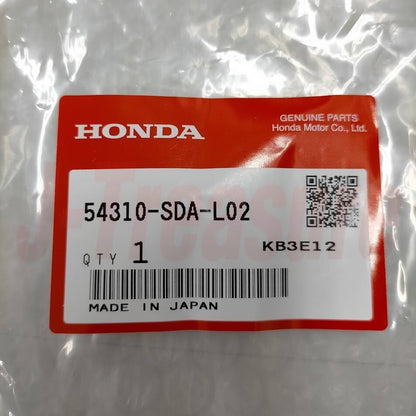 GENUINE PARTS
HONDA
Honda Motor Co., Ltd.
54310-SDA-L02
QTY 1
KB3E12
MADE IN JAPAN